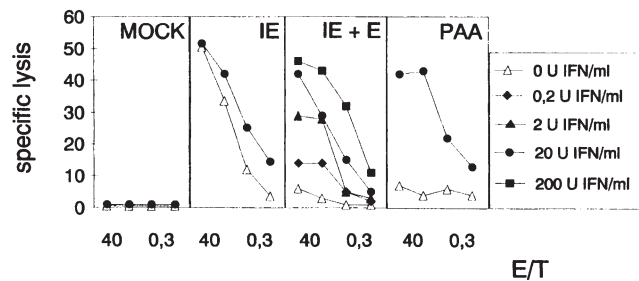 60
50
40
30
20
10
0
specific lysis
MOCK
IE
IE + E
PAA
40 0,3 40 0,3 40 0,3 40 0,3
E/T
0 U IFN/ml
0,2 U IFN/ml
2 U IFN/ml
20 U IFN/ml
200 U IFN/ml